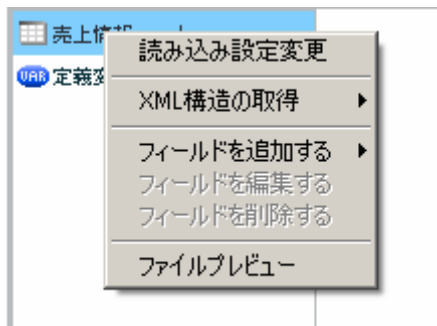 売上情
読み込み設定変更
VAR 定義変
XML構造の取得
フィールドを追加する
フィールドを編集する
フィールドを削除する
ファイルプレビュー